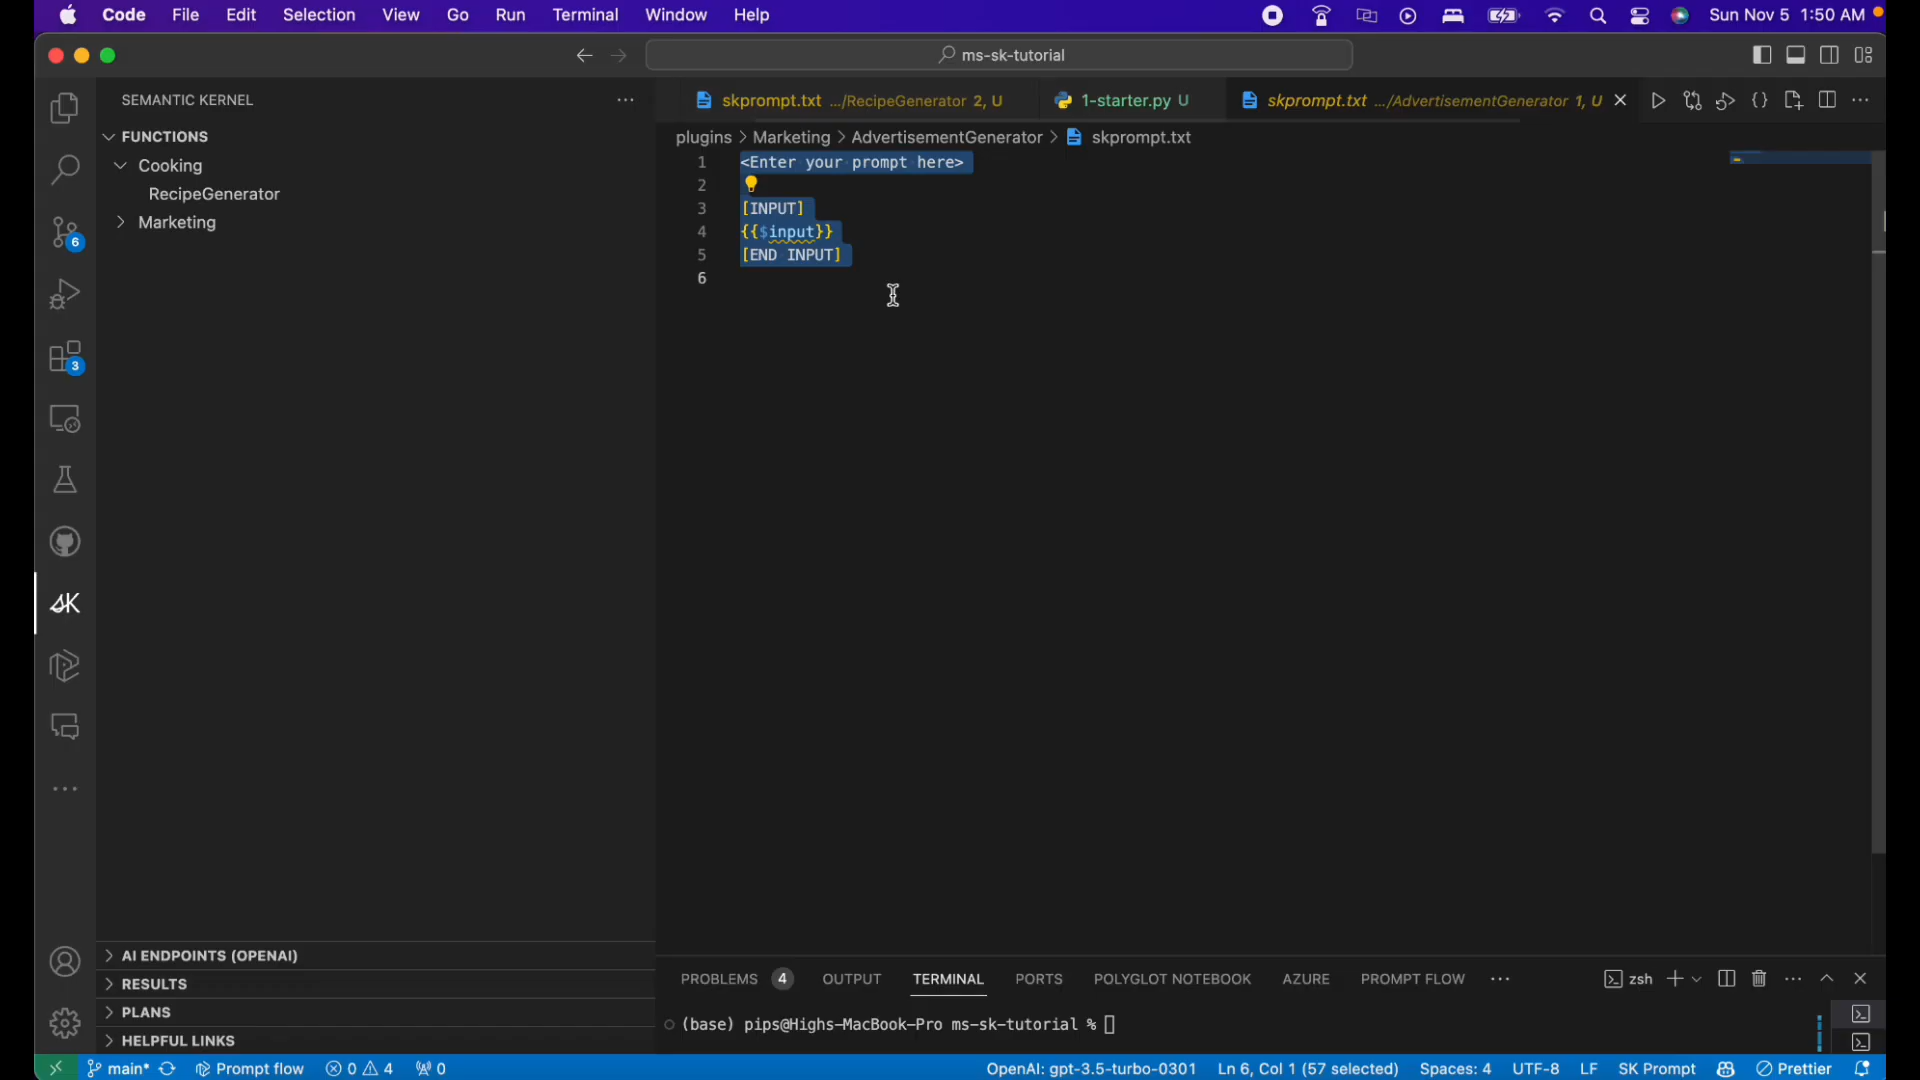 Code File Edit Selection View Go Run Terminal Window Help Sun Nov 5 1:50 AM
ms-sk-tutorial
SEMANTIC KERNEL
FUNCTIONS
Cooking
RecipeGenerator
Marketing
6
3
SK
skprompt.txt .../RecipeGenerator 2, U
1-starter.py U
skprompt.txt .../AdvertisementGenerator 1, U
plugins > Marketing > AdvertisementGenerator > skprompt.txt
1 <Enter your prompt here>
2
3 [INPUT]
4 {{$input}}
5 [END INPUT]
6
AI ENDPOINTS (OPENAI)
RESULTS
PLANS
HELPFUL LINKS
PROBLEMS 4 OUTPUT TERMINAL PORTS POLYGLOT NOTEBOOK AZURE PROMPT FLOW zsh
(base) pips@Highs-MacBook-Pro ms-sk-tutorial %
main* Prompt flow 0 4 0 OpenAI: gpt-3.5-turbo-0301 Ln 6, Col 1 (57 selected) Spaces: 4 UTF-8 LF SK Prompt Prettier